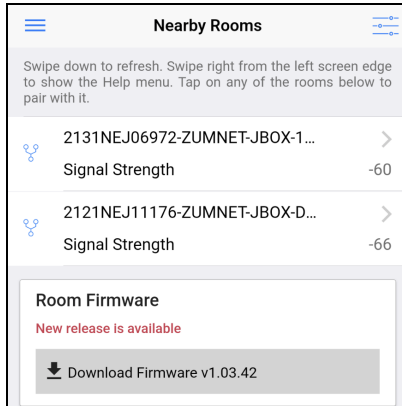 Nearby Rooms
Swipe down to refresh. Swipe right from the left screen edge
to show the Help menu. Tap on any of the rooms below to
pair with it.
2131NEJ06972-ZUMNET-JBOX-1...
Signal Strength -60
2121NEJ11176-ZUMNET-JBOX-D...
Signal Strength -66
Room Firmware
New release is available
Download Firmware v1.03.42